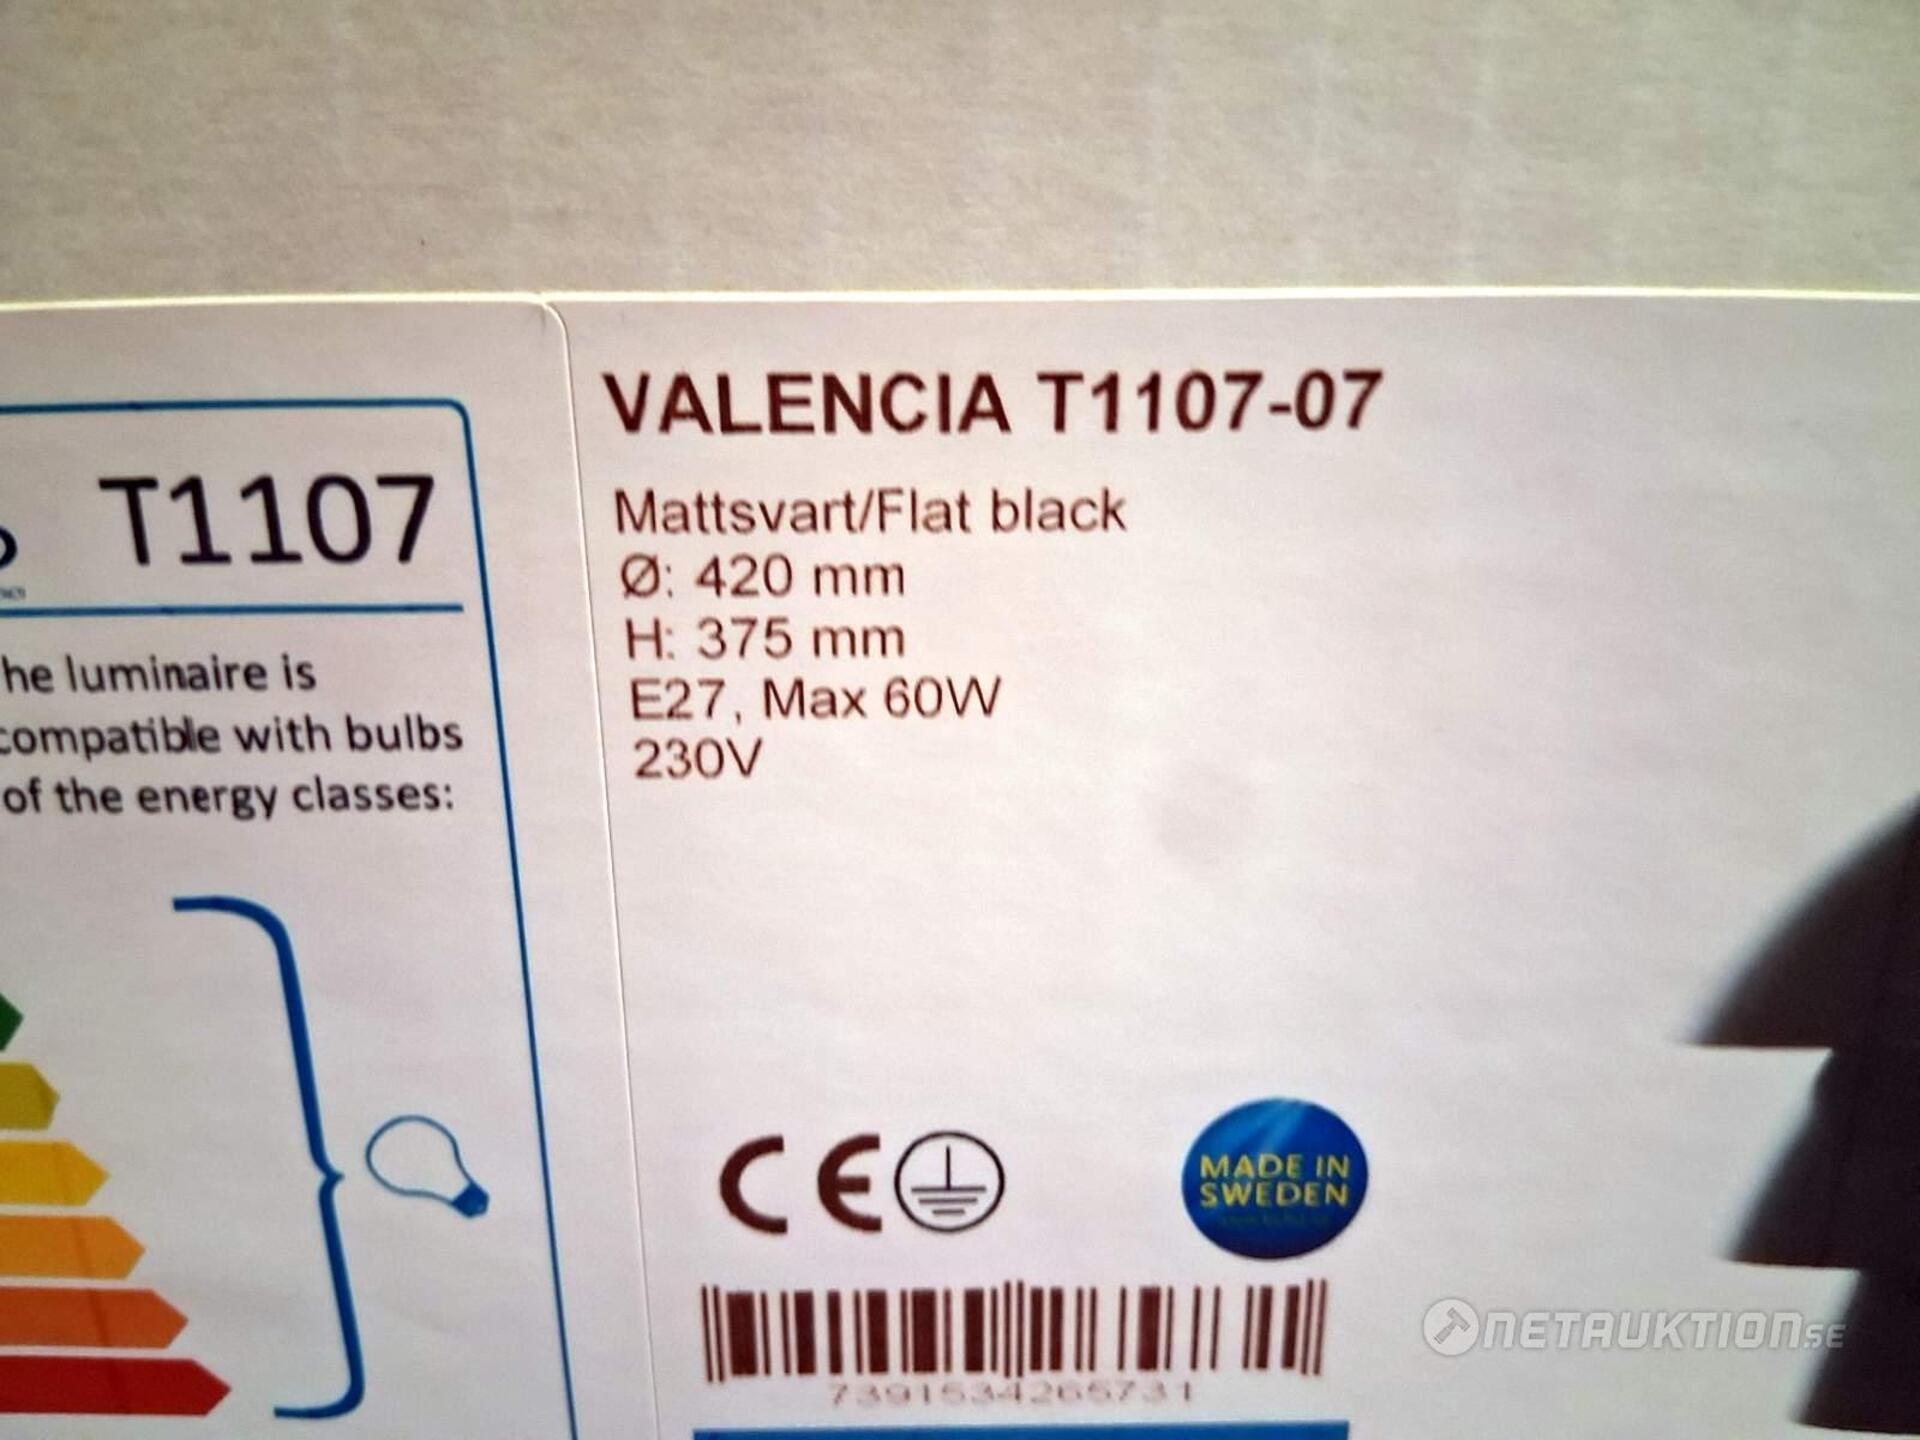 T1107
he luminaire is
compatible with bulbs
of the energy classes:
VALENCIA T1107-07
Mattsvart/Flat black
Ø: 420 mm
H: 375 mm
E27, Max 60W
230V
CE
MADE IN
SWEDEN
7391534265731
NETAUKTION.SE